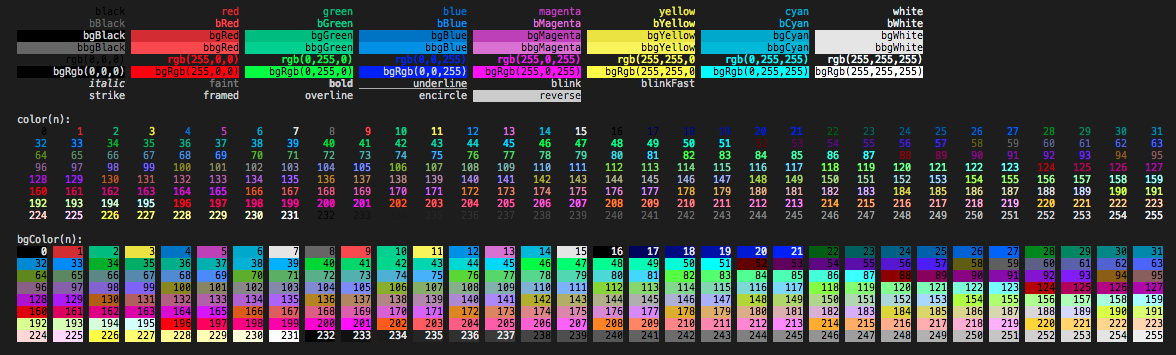 black red green blue magenta yellow cyan white
bBlack bRed bGreen bBlue bMagenta bYellow bCyan bWhite
bgBlack bgRed bgGreen bgBlue bgMagenta bgYellow bgCyan bgWhite
bbgBlack bbgRed bbgGreen bbgBlue bbgMagenta bbgYellow bbgCyan bbgWhite
rgb(0,0,0) rgb(255,0,0) rgb(0,255,0) rgb(0,0,255) rgb(255,0,255) rgb(255,255,0 rgb(0,255,255) rgb(255,255,255)
bgRgb(0,0,0) bgRgb(255,0,0) bgRgb(0,255,0) bgRgb(0,0,255) bgRgb(255,0,255) bgRgb(255,255,0 bgRgb(0,255,255) bgRgb(255,255,255)
italic faint bold underline blink blinkFast
strike framed overline encircle reverse
color(n):
0 1 2 3 4 5 6 7 8 9 10 11 12 13 14 15 16 17 18 19 20 21 22 23 24 25 26 27 28 29 30 31
32 33 34 35 36 37 38 39 40 41 42 43 44 45 46 47 48 49 50 51 52 53 54 55 56 57 58 59 60 61 62 63
64 65 66 67 68 69 70 71 72 73 74 75 76 77 78 79 80 81 82 83 84 85 86 87 88 89 90 91 92 93 94 95
96 97 98 99 100 101 102 103 104 105 106 107 108 109 110 111 112 113 114 115 116 117 118 119 120 121 122 123 124 125 126 127
128 129 130 131 132 133 134 135 136 137 138 139 140 141 142 143 144 145 146 147 148 149 150 151 152 153 154 155 156 157 158 159
160 161 162 163 164 165 166 167 168 169 170 171 172 173 174 175 176 177 178 179 180 181 182 183 184 185 186 187 188 189 190 191
192 193 194 195 196 197 198 199 200 201 202 203 204 205 206 207 208 209 210 211 212 213 214 215 216 217 218 219 220 221 222 223
224 225 226 227 228 229 230 231 232 233 234 235 236 237 238 239 240 241 242 243 244 245 246 247 248 249 250 251 252 253 254 255
bgColor(n):
0 1 2 3 4 5 6 7 8 9 10 11 12 13 14 15 16 17 18 19 20 21 22 23 24 25 26 27 28 29 30 31
32 33 34 35 36 37 38 39 40 41 42 43 44 45 46 47 48 49 50 51 52 53 54 55 56 57 58 59 60 61 62 63
64 65 66 67 68 69 70 71 72 73 74 75 76 77 78 79 80 81 82 83 84 85 86 87 88 89 90 91 92 93 94 95
96 97 98 99 100 101 102 103 104 105 106 107 108 109 110 111 112 113 114 115 116 117 118 119 120 121 122 123 124 125 126 127
128 129 130 131 132 133 134 135 136 137 138 139 140 141 142 143 144 145 146 147 148 149 150 151 152 153 154 155 156 157 158 159
160 161 162 163 164 165 166 167 168 169 170 171 172 173 174 175 176 177 178 179 180 181 182 183 184 185 186 187 188 189 190 191
192 193 194 195 196 197 198 199 200 201 202 203 204 205 206 207 208 209 210 211 212 213 214 215 216 217 218 219 220 221 222 223
224 225 226 227 228 229 230 231 232 233 234 235 236 237 238 239 240 241 242 243 244 245 246 247 248 249 250 251 252 253 254 255